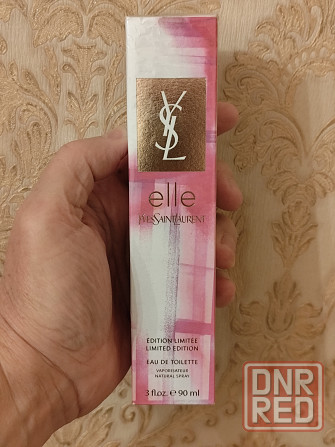 YSL
elle
YVESSAINTLAURENT
ÉDITION LIMITÉE
LIMITED EDITION
EAU DE TOILETTE
VAPORISATEUR
NATURAL SPRAY
3 fl.oz. e 90 ml
DNR
RED